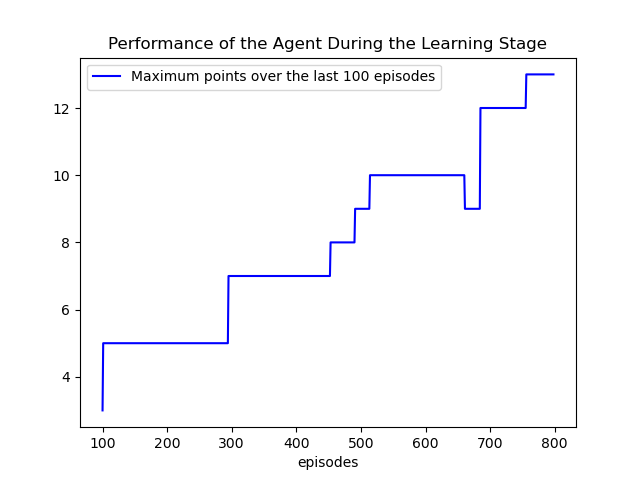 Performance of the Agent During the Learning Stage
Maximum points over the last 100 episodes
12
10
8
6
4
100 200 300 400 500 600 700 800
episodes